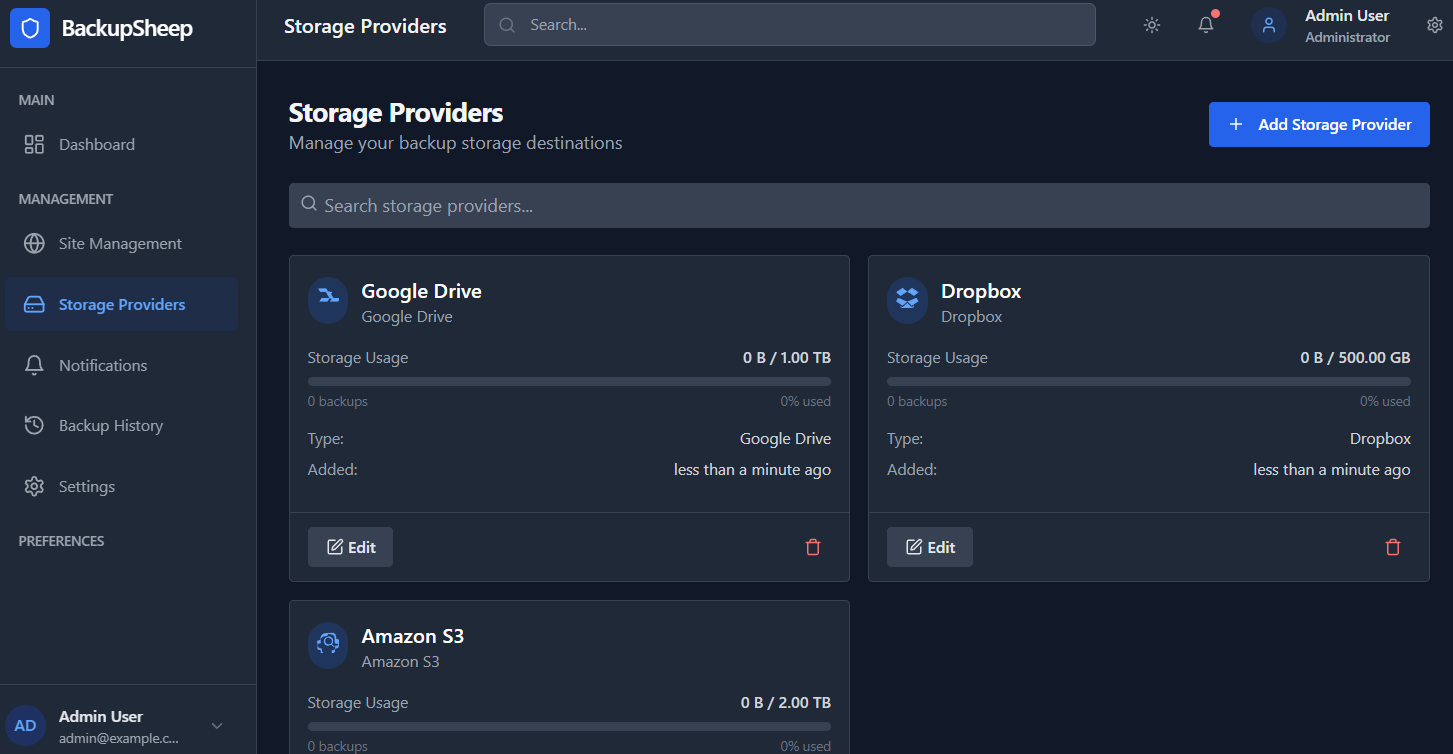 BackupSheep
Storage Providers
Search...
Admin User
Administrator
MAIN
Dashboard
MANAGEMENT
Site Management
Storage Providers
Notifications
Backup History
Settings
PREFERENCES
AD
Admin User
admin@example.c...
Storage Providers
Manage your backup storage destinations
+ Add Storage Provider
Search storage providers...
Google Drive
Google Drive
Storage Usage 0 B / 1.00 TB
0 backups 0% used
Type: Google Drive
Added: less than a minute ago
Edit
Dropbox
Dropbox
Storage Usage 0 B / 500.00 GB
0 backups 0% used
Type: Dropbox
Added: less than a minute ago
Edit
Amazon S3
Amazon S3
Storage Usage 0 B / 2.00 TB
0 backups 0% used